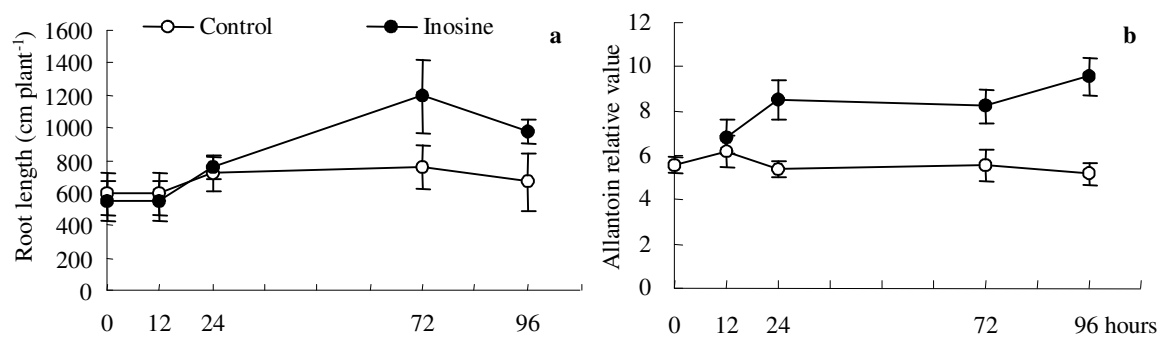 Control Inosine
a
Root length (cm plant⁻¹)
1600
1400
1200
1000
800
600
400
200
0
0 12 24 72 96
b
Allantoin relative value
12
10
8
6
4
2
0
0 12 24 72 96 hours